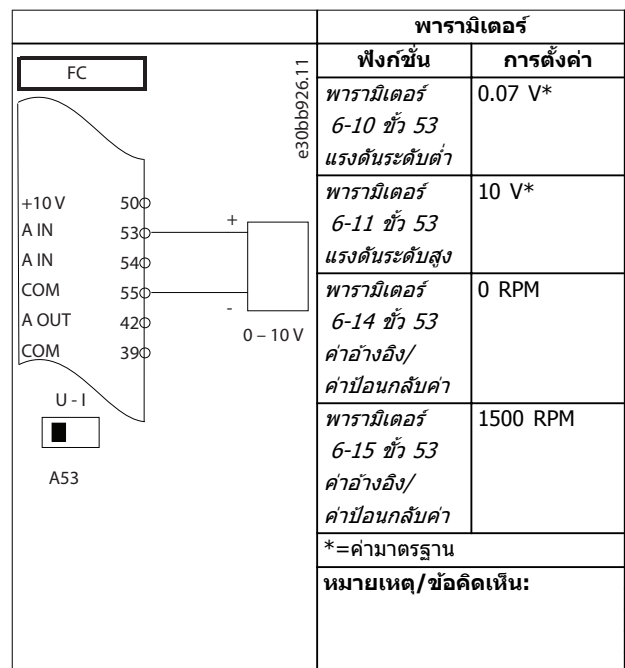 FC
e30bb926.11
+10 V 50
A IN 53
A IN 54
COM 55
A OUT 42
COM 39
+
-
0 – 10 V
U - I
A53
พารามิเตอร์
ฟังก์ชั่น การตั้งค่า
พารามิเตอร์ 0.07 V*
6-10 ขั้ว 53
แรงดันระดับต่ำ
พารามิเตอร์ 10 V*
6-11 ขั้ว 53
แรงดันระดับสูง
พารามิเตอร์ 0 RPM
6-14 ขั้ว 53
ค่าอ้างอิง/
ค่าป้อนกลับค่า
พารามิเตอร์ 1500 RPM
6-15 ขั้ว 53
ค่าอ้างอิง/
ค่าป้อนกลับค่า
*=ค่ามาตรฐาน
หมายเหตุ/ข้อคิดเห็น: